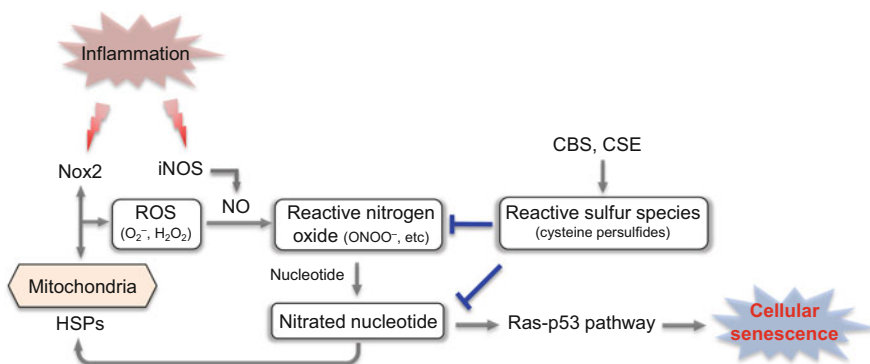 Inflammation
Nox2
iNOS
NO
CBS, CSE
ROS
(O₂⁻, H₂O₂)
Reactive nitrogen
oxide (ONOO⁻, etc)
Reactive sulfur species
(cysteine persulfides)
Nucleotide
Mitochondria
HSPs
Nitrated nucleotide
Ras-p53 pathway
Cellular
senescence